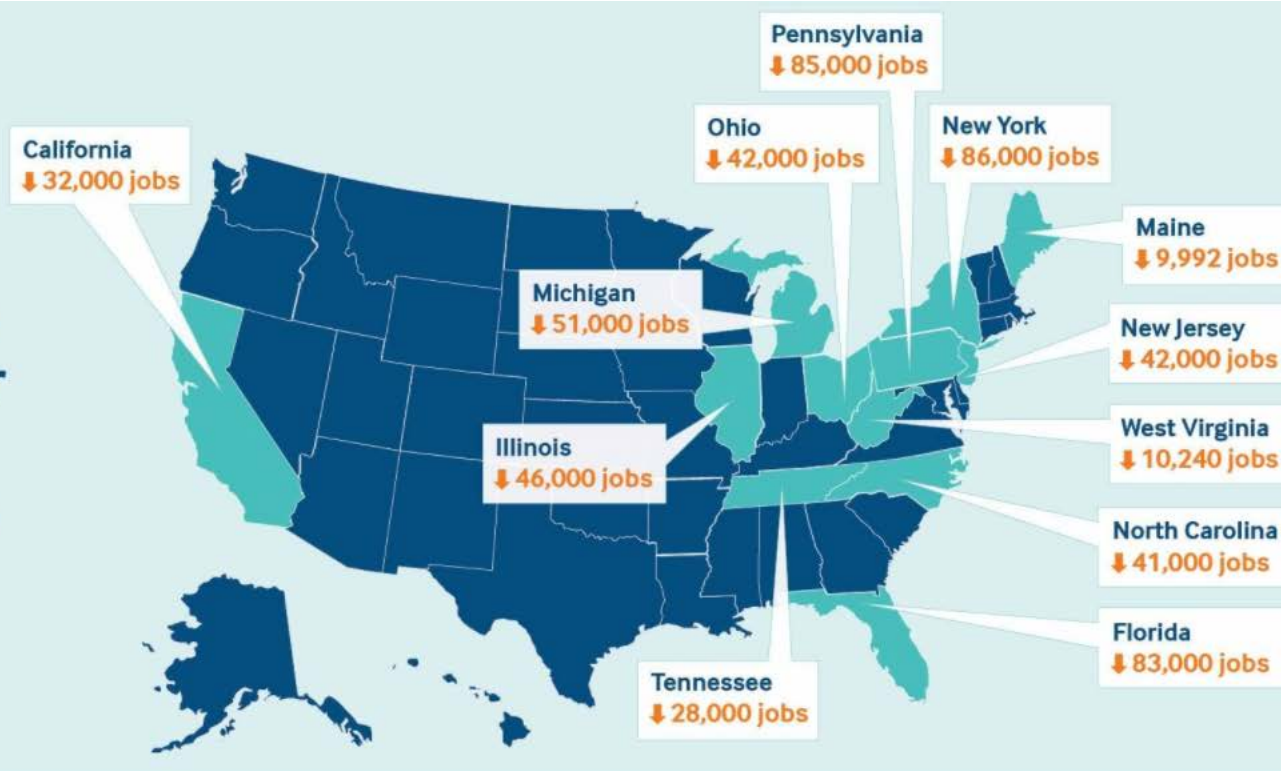 Pennsylvania
⬇ 85,000 jobs
Ohio
⬇ 42,000 jobs
New York
⬇ 86,000 jobs
California
⬇ 32,000 jobs
Maine
⬇ 9,992 jobs
Michigan
⬇ 51,000 jobs
New Jersey
⬇ 42,000 jobs
West Virginia
⬇ 10,240 jobs
Illinois
⬇ 46,000 jobs
North Carolina
⬇ 41,000 jobs
Florida
⬇ 83,000 jobs
Tennessee
⬇ 28,000 jobs